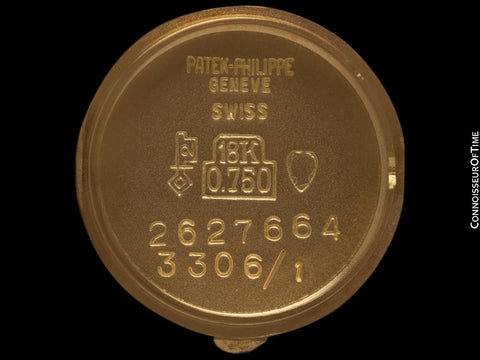 PATEK-PHILIPPE
GENEVE
SWISS
18K
0.750
2627664
3306/1
CONNOISSEUROFTIME